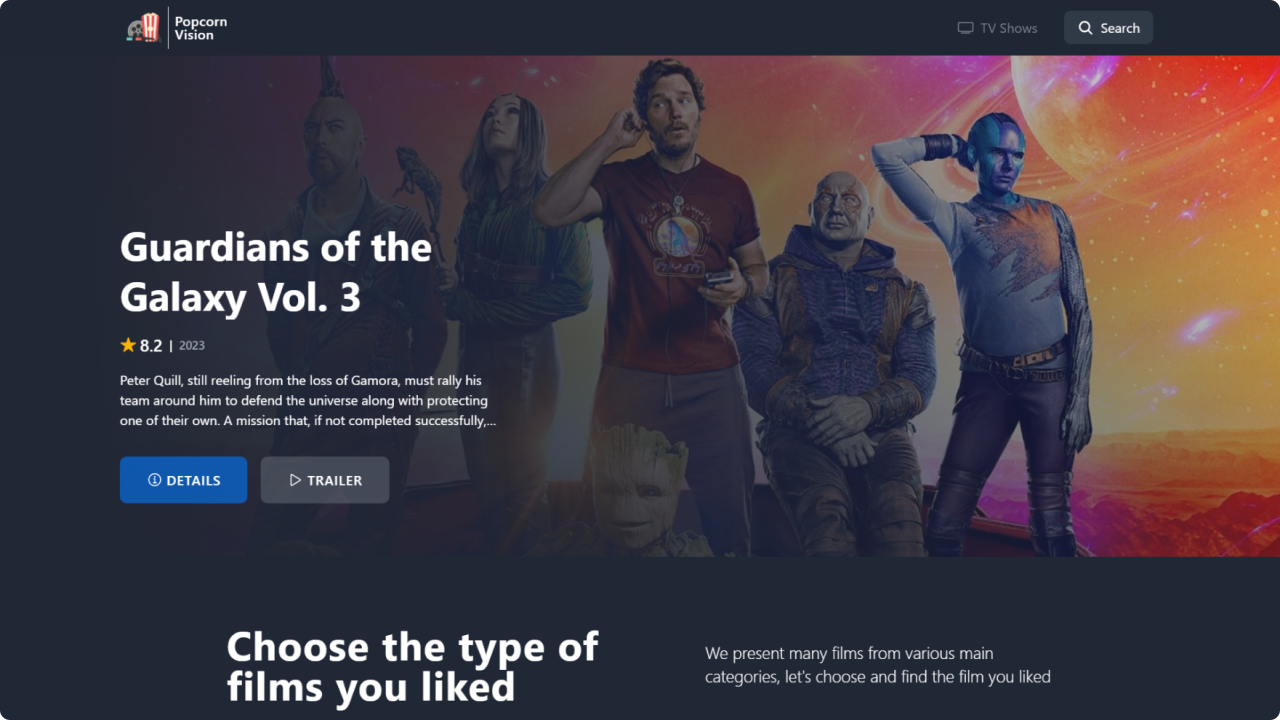 Popcorn
Vision
TV Shows
Search
Guardians of the
Galaxy Vol. 3
8.2 | 2023
Peter Quill, still reeling from the loss of Gamora, must rally his
team around him to defend the universe along with protecting
one of their own. A mission that, if not completed successfully,...
DETAILS
TRAILER
Choose the type of
films you liked
We present many films from various main
categories, let's choose and find the film you liked